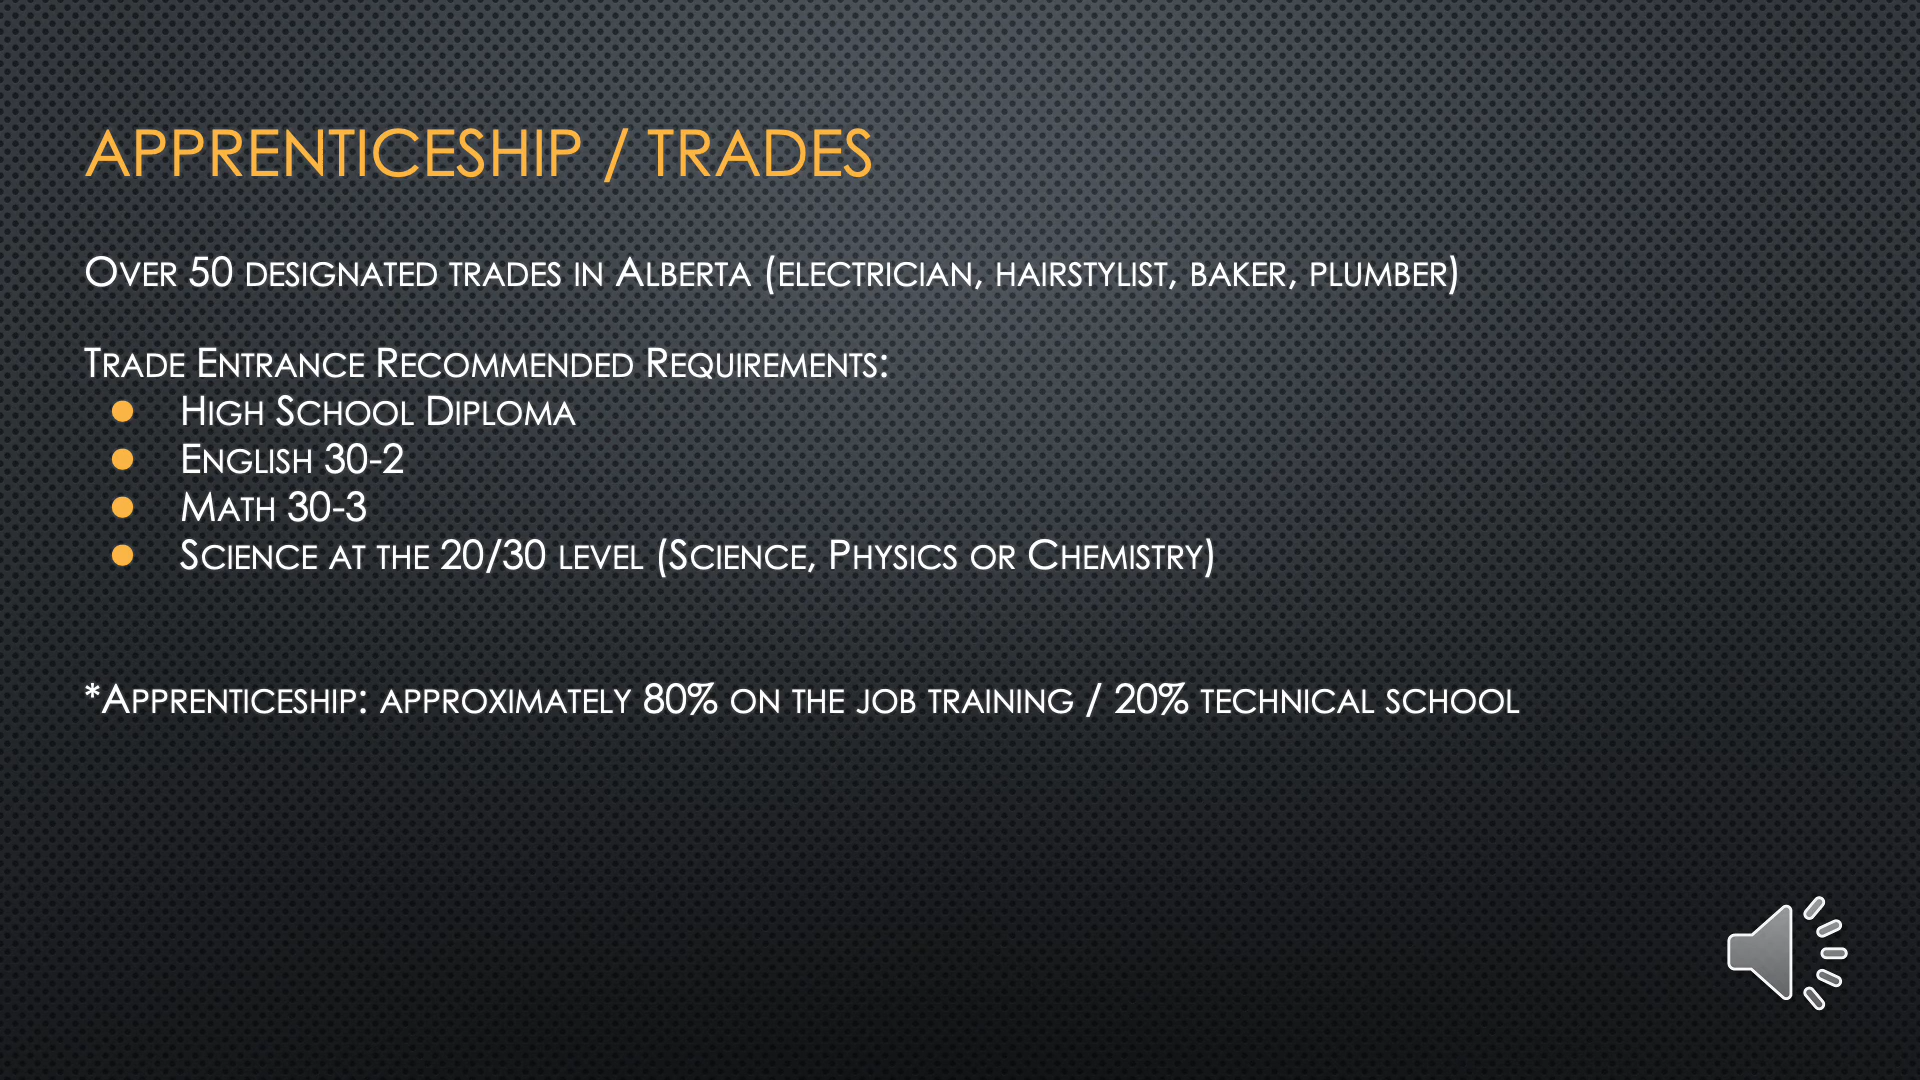 APPRENTICESHIP / TRADES
Over 50 designated trades in Alberta (electrician, hairstylist, baker, plumber)
Trade Entrance Recommended Requirements:
● High School Diploma
● English 30-2
● Math 30-3
● Science at the 20/30 level (Science, Physics or Chemistry)
*Apprenticeship: approximately 80% on the job training / 20% technical school